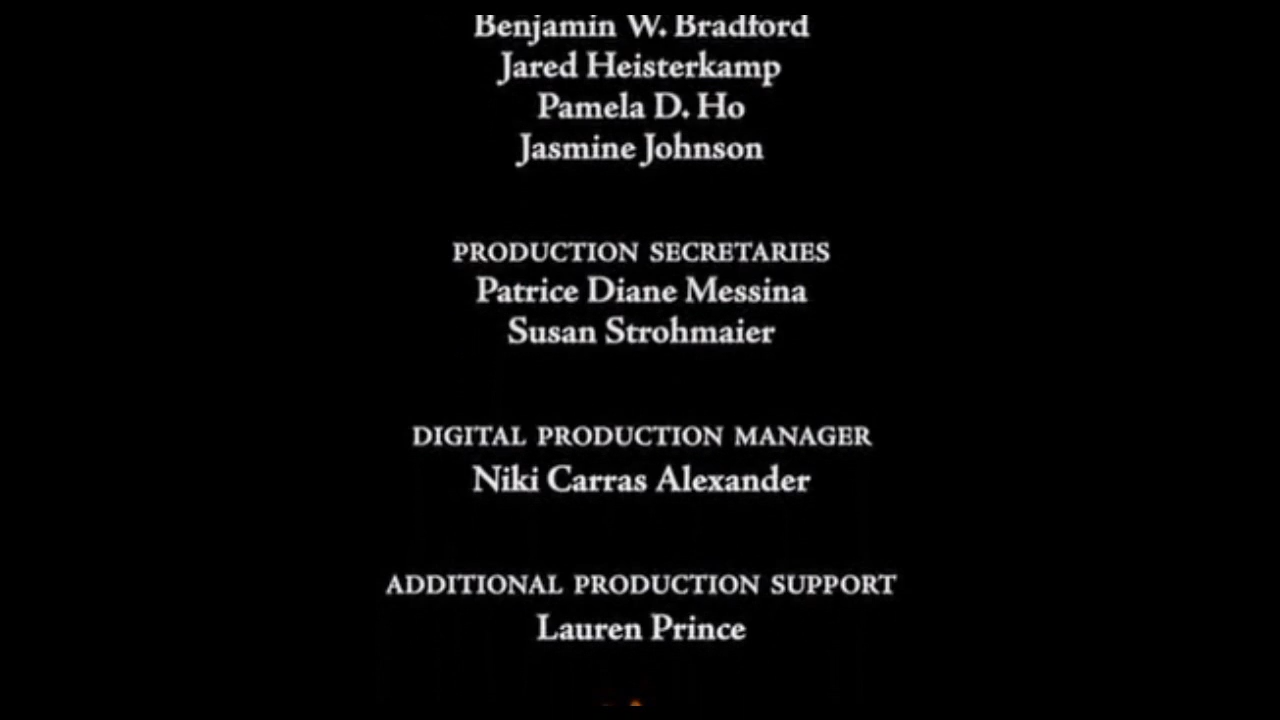 Benjamin W. Bradford
Jared Heisterkamp
Pamela D. Ho
Jasmine Johnson
PRODUCTION SECRETARIES
Patrice Diane Messina
Susan Strohmaier
DIGITAL PRODUCTION MANAGER
Niki Carras Alexander
ADDITIONAL PRODUCTION SUPPORT
Lauren Prince